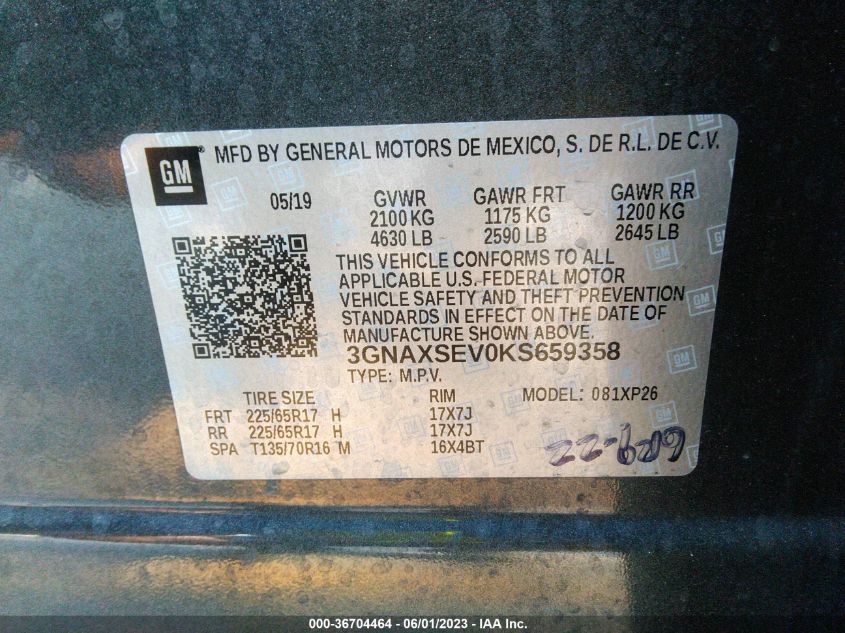 GM MFD BY GENERAL MOTORS DE MEXICO, S. DE R.L. DE C.V.
05/19 GVWR GAWR FRT GAWR RR
2100 KG 1175 KG 1200 KG
4630 LB 2590 LB 2645 LB
THIS VEHICLE CONFORMS TO ALL
APPLICABLE U.S. FEDERAL MOTOR
VEHICLE SAFETY AND THEFT PREVENTION
STANDARDS IN EFFECT ON THE DATE OF
MANUFACTURE SHOWN ABOVE.
3GNAXSEV0KS659358
TYPE: M.P.V.
TIRE SIZE RIM MODEL: 081XP26
FRT 225/65R17 H 17X7J
RR 225/65R17 H 17X7J
SPA T135/70R16 M 16X4BT
000-36704464 - 06/01/2023 - IAA Inc.